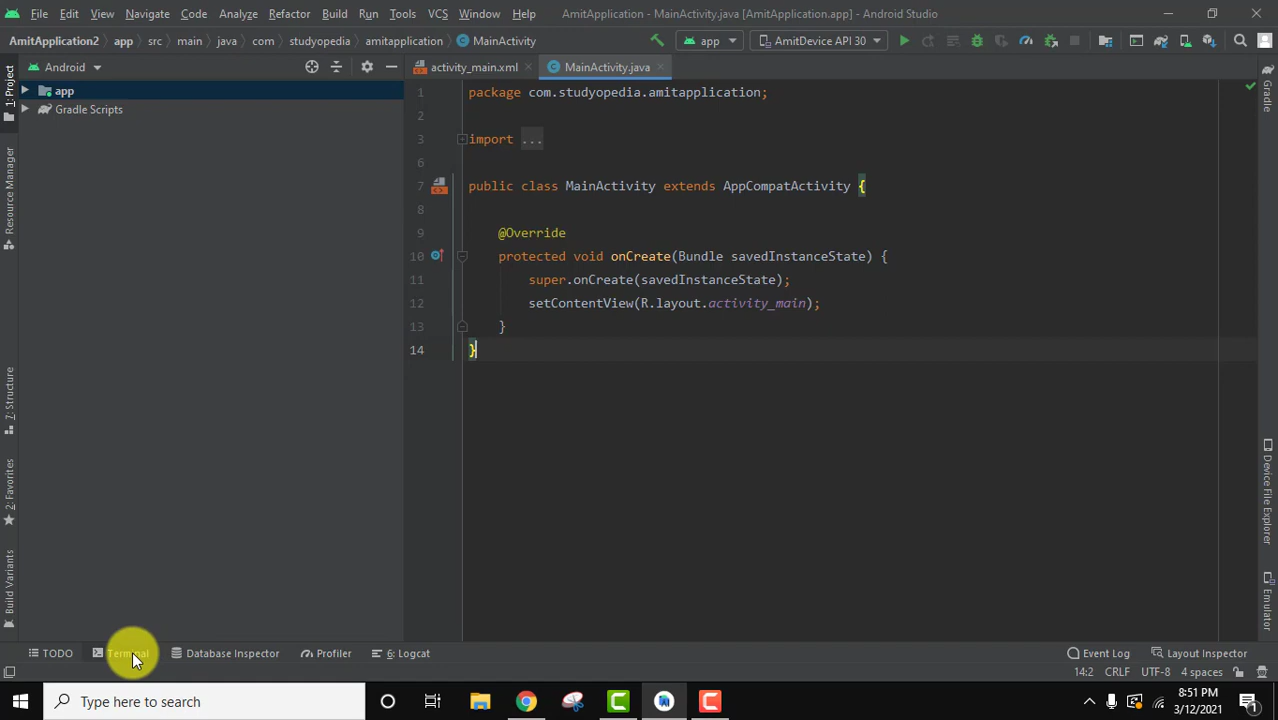 File Edit View Navigate Code Analyze Refactor Build Run Tools VCS Window Help AmitApplication - MainActivity.java [AmitApplication.app] - Android Studio
AmitApplication2 app src main java com studyopedia amitapplication MainActivity app AmitDevice API 30
1: Project
Android
activity_main.xml MainActivity.java
Gradle
app
Gradle Scripts
Resource Manager
7: Structure
2: Favorites
Build Variants
1 package com.studyopedia.amitapplication;
2
3 import ...
6
7 public class MainActivity extends AppCompatActivity {
8
9 @Override
10 protected void onCreate(Bundle savedInstanceState) {
11 super.onCreate(savedInstanceState);
12 setContentView(R.layout.activity_main);
13 }
14 }
Device File Explorer
Emulator
TODO Terminal Database Inspector Profiler 6: Logcat Event Log Layout Inspector
14:2 CRLF UTF-8 4 spaces
Type here to search
8:51 PM
3/12/2021
1